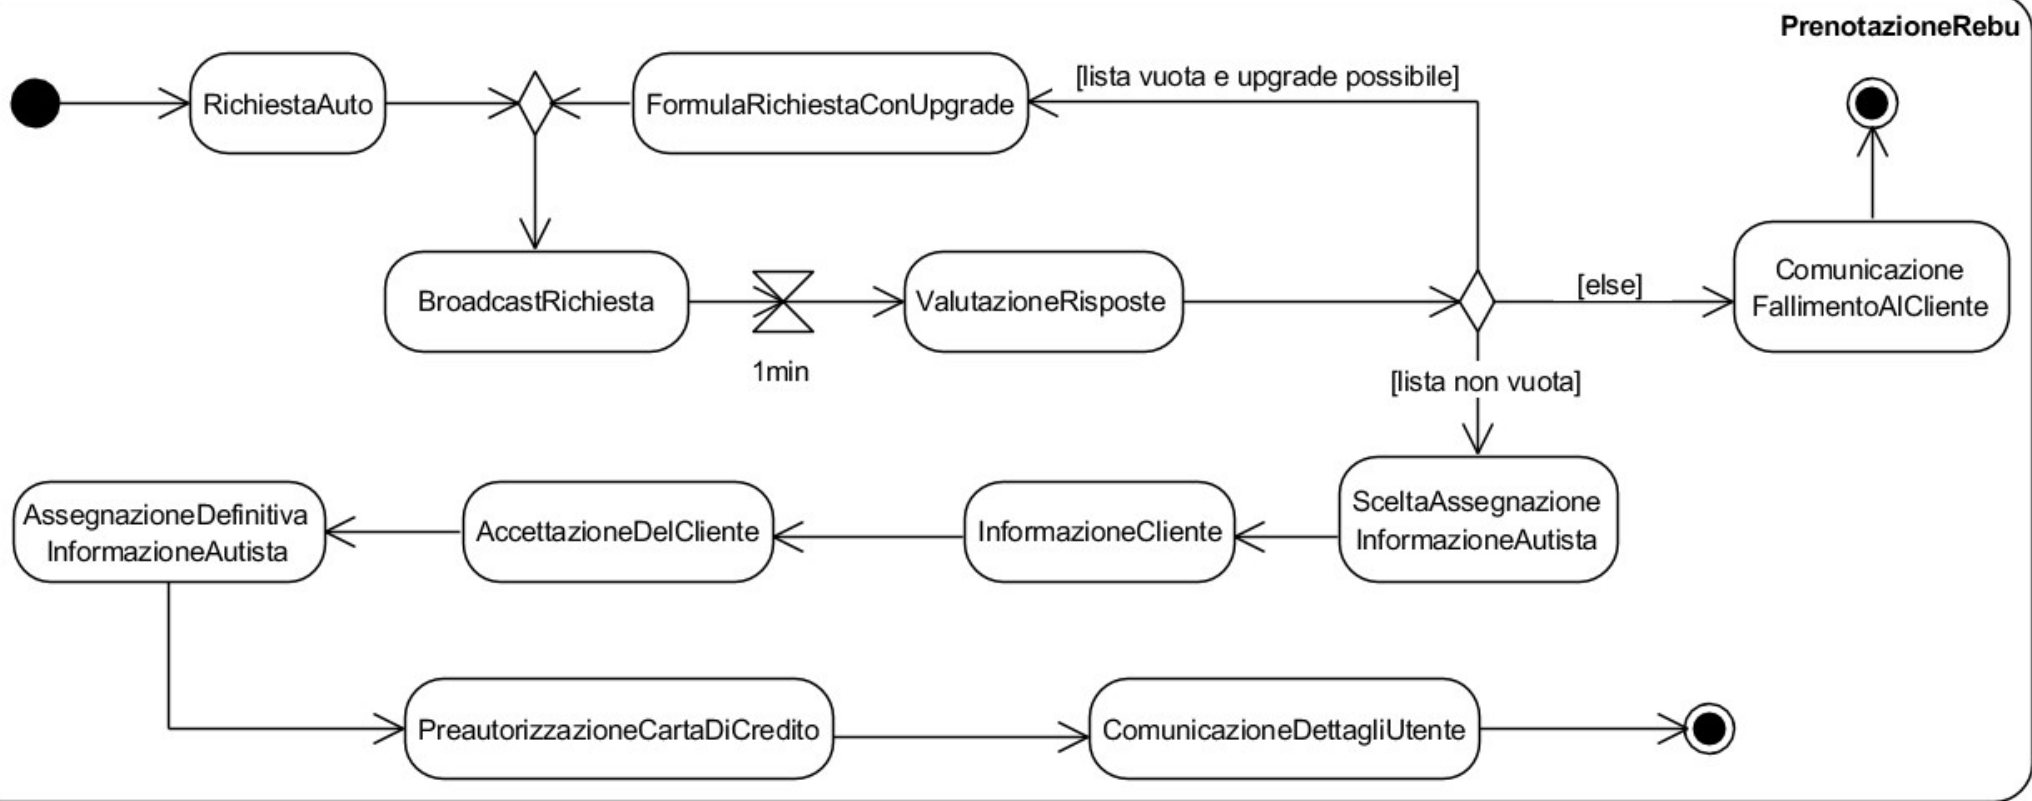 PrenotazioneRebu
RichiestaAuto
FormulaRichiestaConUpgrade
[lista vuota e upgrade possibile]
BroadcastRichiesta
1min
ValutazioneRisposte
[else]
Comunicazione
FallimentoAlCliente
[lista non vuota]
SceltaAssegnazione
InformazioneAutista
InformazioneCliente
AccettazioneDelCliente
AssegnazioneDefinitiva
InformazioneAutista
PreautorizzazioneCartaDiCredito
ComunicazioneDettagliUtente